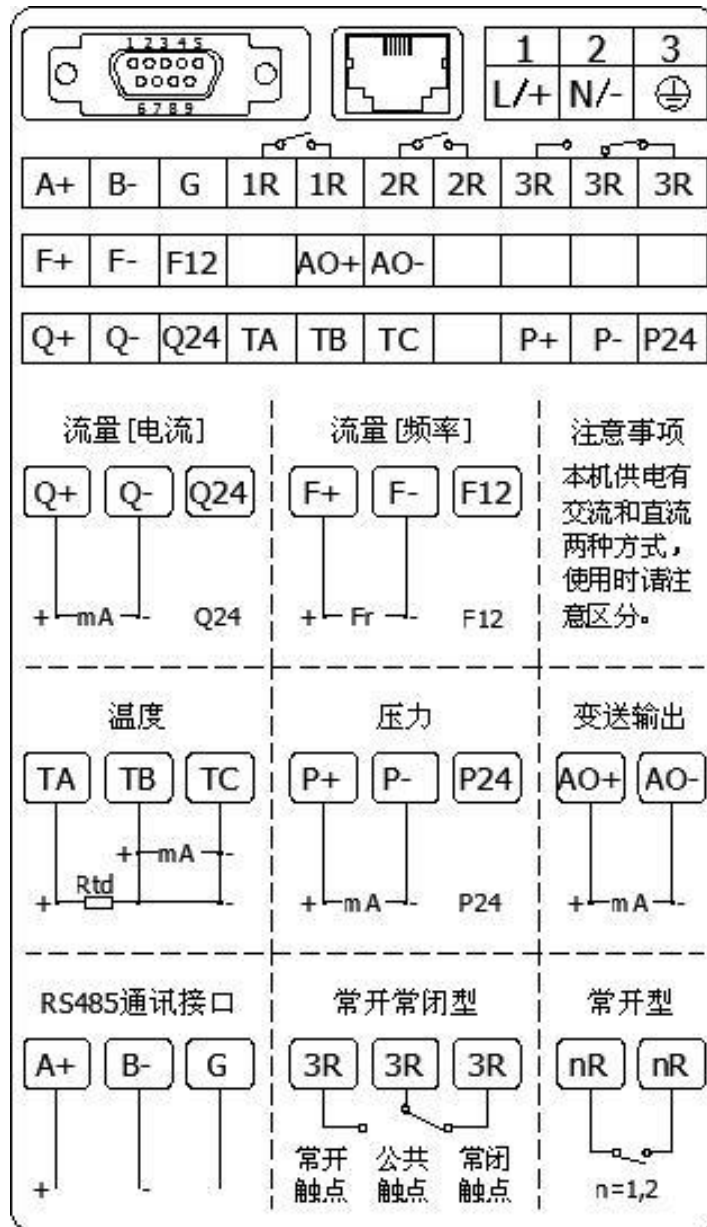 1 2 3 4 5
6 7 8 9
1 2 3
L/+ N/-
A+ B- G 1R 1R 2R 2R 3R 3R 3R
F+ F- F12 AO+ AO-
Q+ Q- Q24 TA TB TC P+ P- P24
流量[电流]
Q+ Q- Q24
+ mA - Q24
流量[频率]
F+ F- F12
+ Fr - F12
注意事项
本机供电有
交流和直流
两种方式，
使用时请注
意区分。
温度
TA TB TC
+ mA -
Rtd
+ -
压力
P+ P- P24
+ mA - P24
变送输出
AO+ AO-
+ mA -
RS485通讯接口
A+ B- G
+ -
常开常闭型
3R 3R 3R
常开 公共 常闭
触点 触点 触点
常开型
nR nR
n=1,2